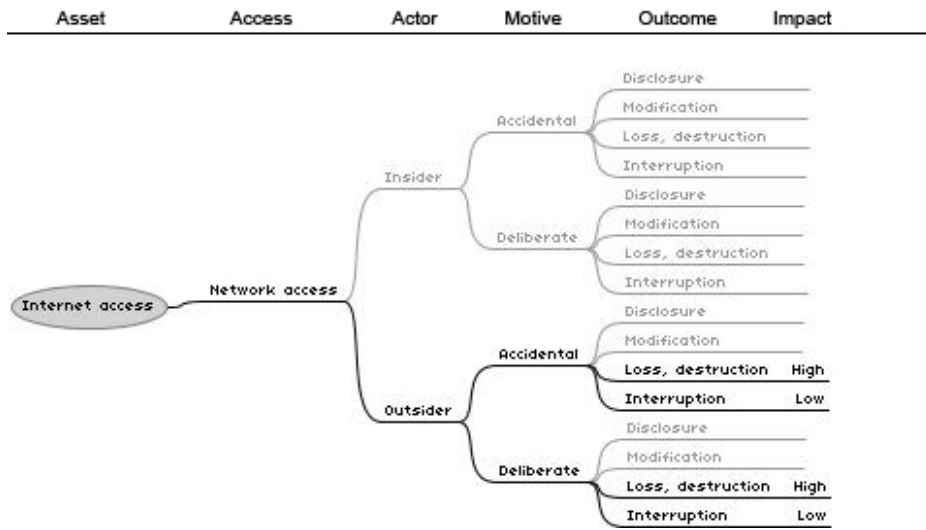 Asset Access Actor Motive Outcome Impact
Disclosure
Modification
Accidental
Loss, destruction
Interruption
Insider
Disclosure
Modification
Deliberate
Loss, destruction
Interruption
Internet access
Network access
Disclosure
Modification
Accidental
Loss, destruction High
Interruption Low
Outsider
Disclosure
Modification
Deliberate
Loss, destruction High
Interruption Low